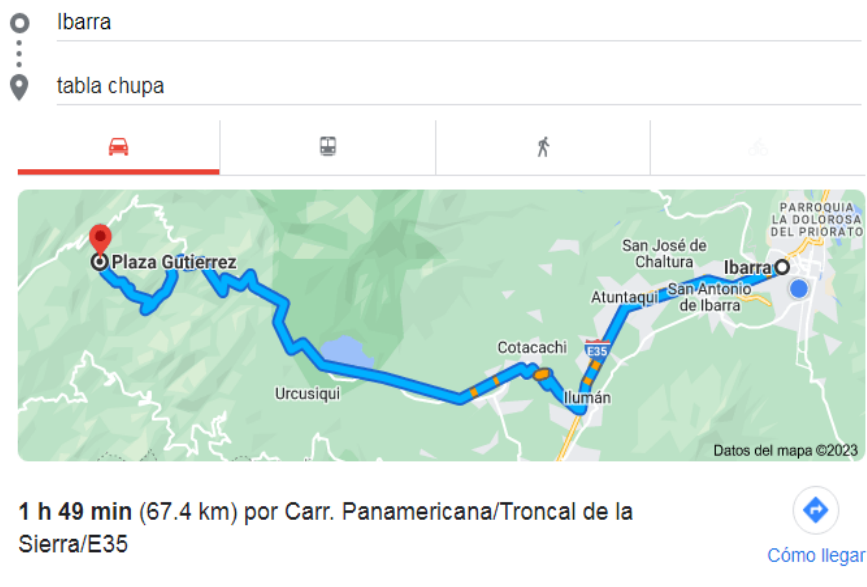 Ibarra
tabla chupa
PARROQUIA
LA DOLOROSA
DEL PRIORATO
San José de
Chaltura
Plaza Gutierrez
Ibarra
Atuntaqui
San Antonio
de Ibarra
Cotacachi
E35
Urcusiqui
Ilumán
Datos del mapa ©2023
1 h 49 min (67.4 km) por Carr. Panamericana/Troncal de la
Sierra/E35
Cómo llegar